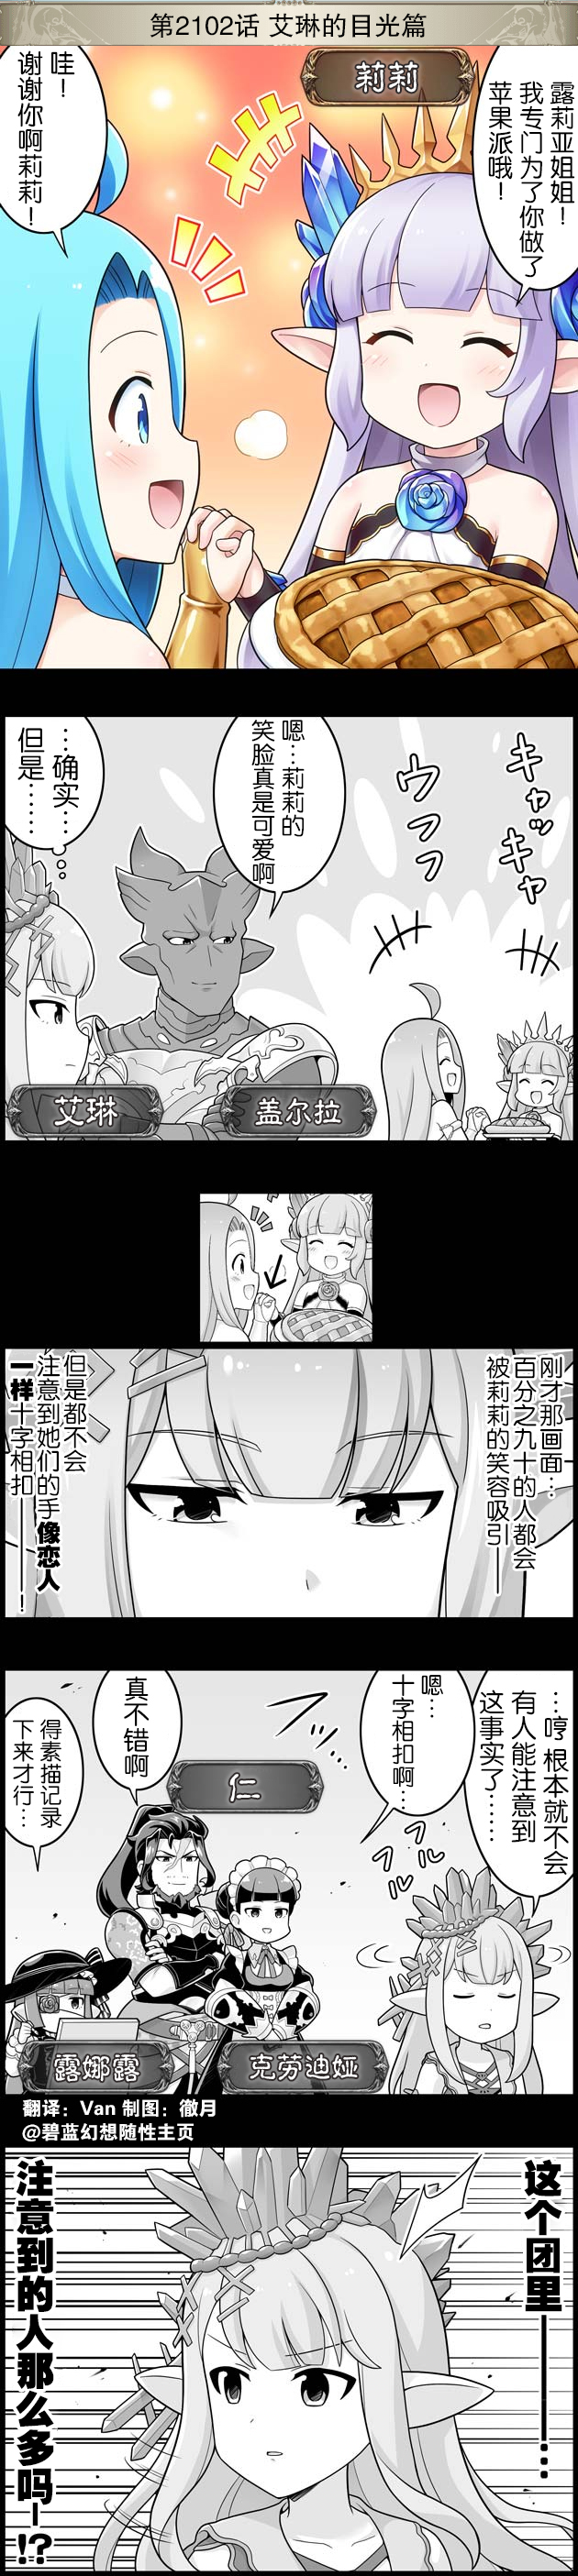 第2102话 艾琳的目光篇
莉莉
露莉亚姐姐!
我专门为了你做了
苹果派哦!
哇!
谢谢你啊莉莉!
キャッキャ
ウフフ
嗯…莉莉的
笑脸真是可爱啊
…确实…
但是……
艾琳
盖尔拉
刚才那画面…
百分之九十的人都会
被莉莉的笑容吸引——
但是都不会
注意到她们的手像恋人
一样十字相扣——!
…哼 根本就不会
有人能注意到
这事实了……
嗯…
十字相扣啊…
フッ…
フル
フル
真不错啊
得素描记录
下来才行…
仁
露娜露
克劳迪娅
翻译：Van 制图：徹月
@碧蓝幻想随性主页
这个团里——…
注意到的人那么多吗-!?